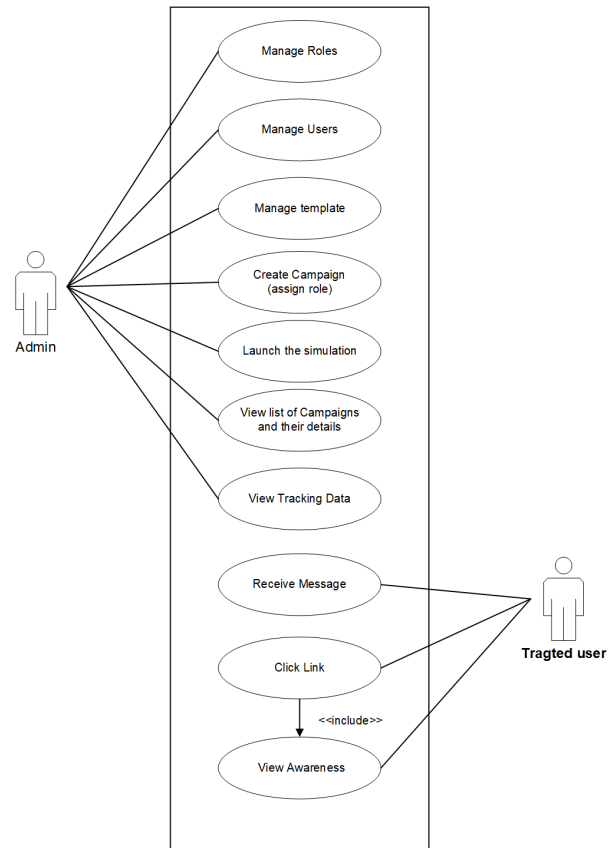 Manage Roles
Manage Users
Manage template
Create Campaign
(assign role)
Admin
Launch the simulation
View list of Campaigns
and their details
View Tracking Data
Receive Message
Tragted user
Click Link
<<include>>
View Awareness